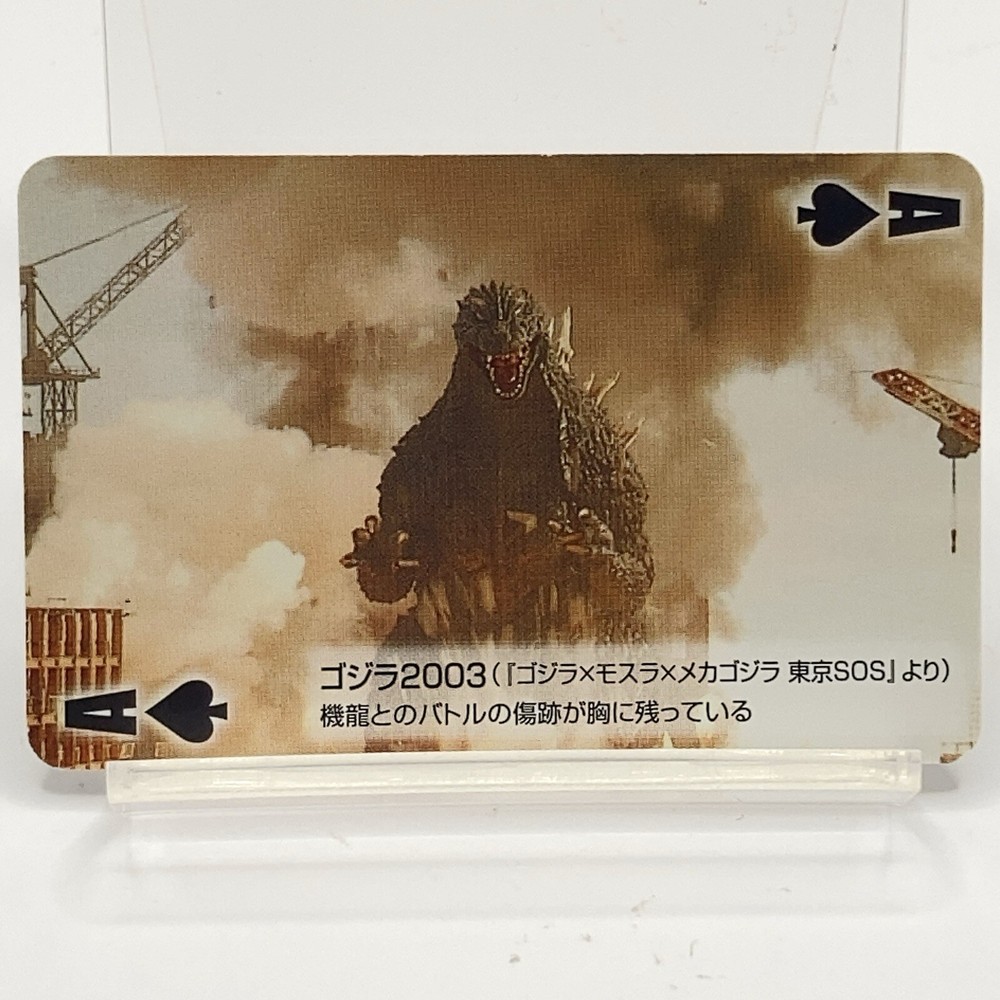 A
ゴジラ2003(『ゴジラ×モスラ×メカゴジラ 東京SOS』より)
機龍とのバトルの傷跡が胸に残っている
A